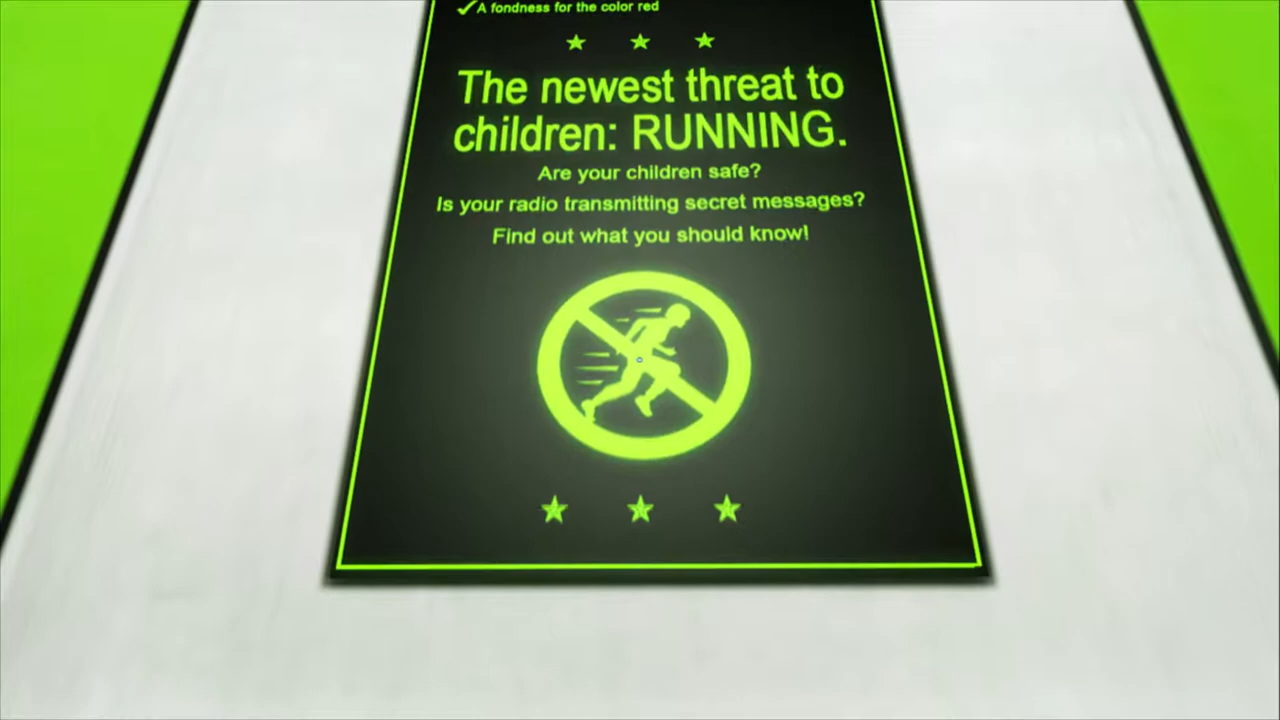 A fondness for the color red
The newest threat to
children: RUNNING.
Are your children safe?
Is your radio transmitting secret messages?
Find out what you should know!